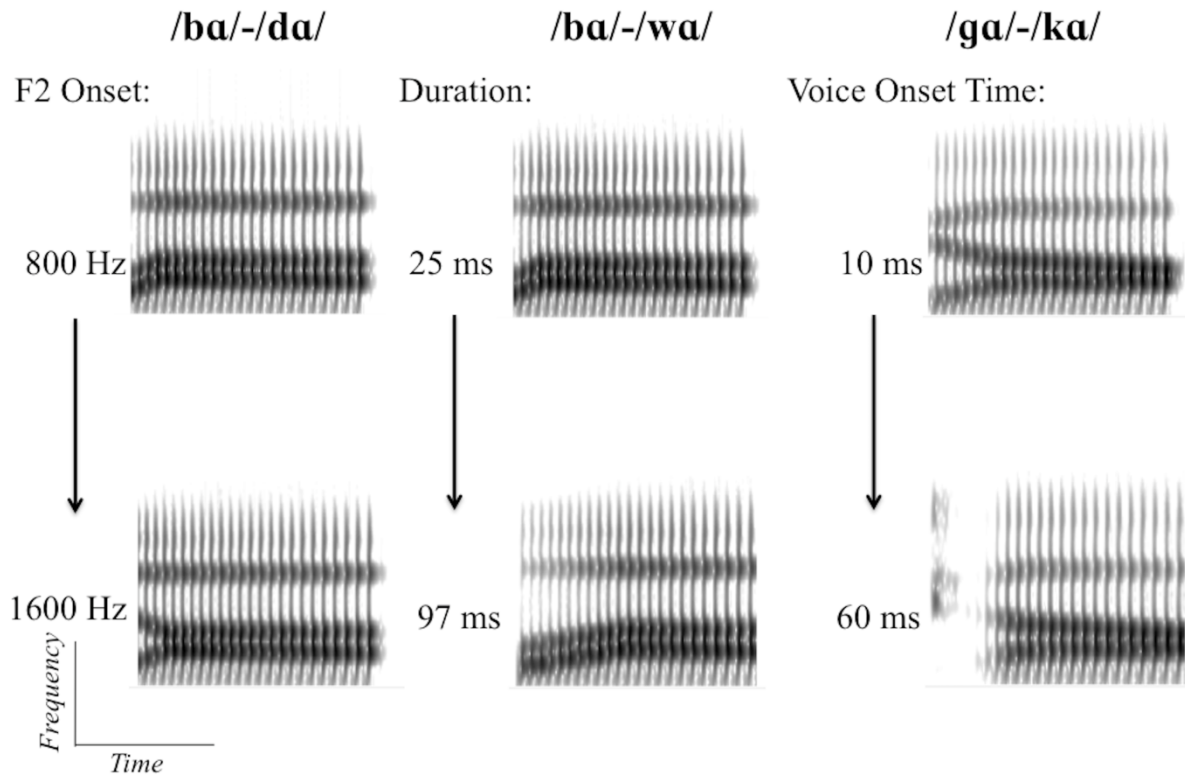 /bɑ/-/dɑ/
/bɑ/-/wɑ/
/gɑ/-/kɑ/
F2 Onset:
Duration:
Voice Onset Time:
800 Hz
25 ms
10 ms
1600 Hz
97 ms
60 ms
Frequency
Time